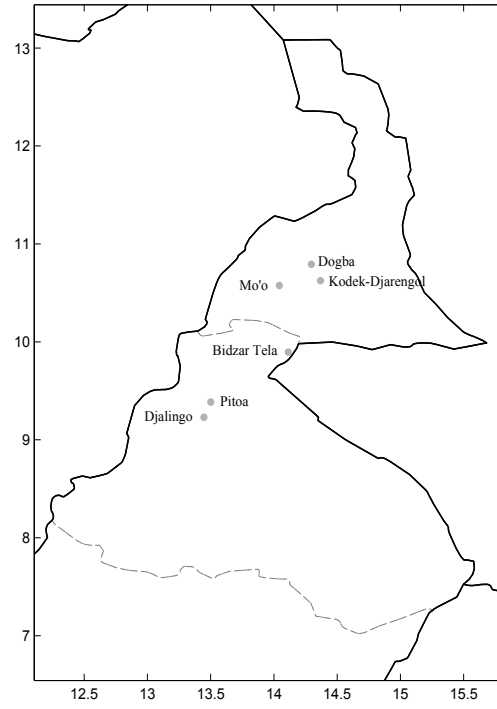 13
12
11
10
9
8
7
Dogba
Mo'o
Kodek-Djarengol
Bidzar Tela
Pitoa
Djalingo
12.5 13 13.5 14 14.5 15 15.5